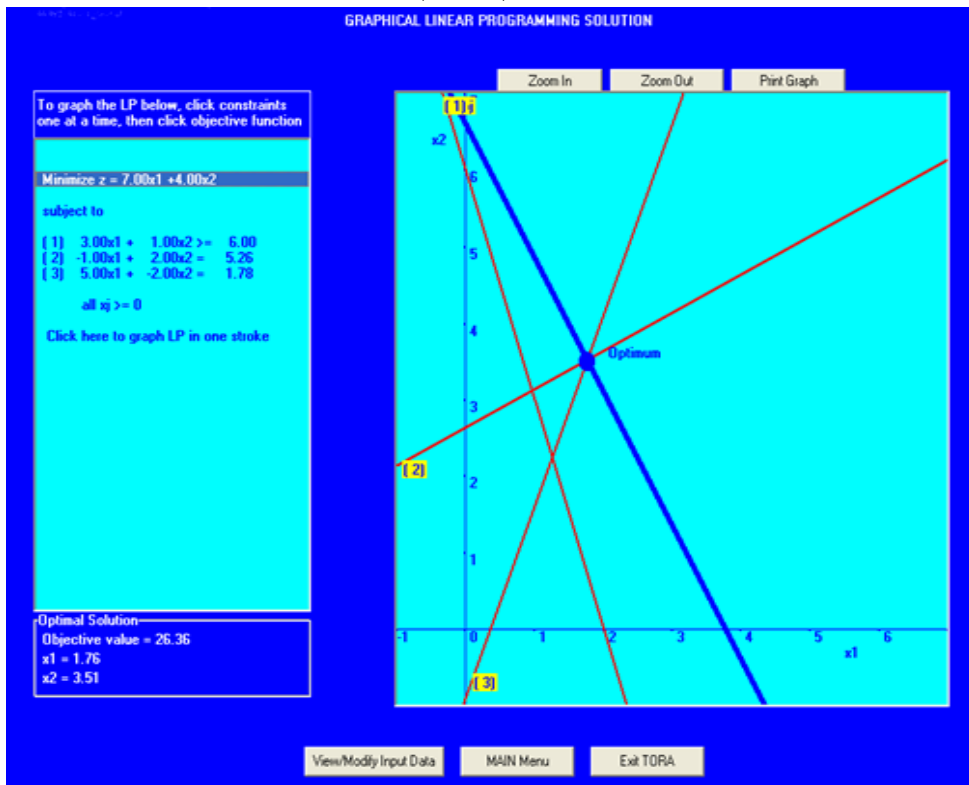 GRAPHICAL LINEAR PROGRAMMING SOLUTION
Zoom In
Zoom Out
Print Graph
To graph the LP below, click constraints
one at a time, then click objective function
Minimize z = 7.00x1 +4.00x2
subject to
( 1) 3.00x1 + 1.00x2 >= 6.00
( 2) -1.00x1 + 2.00x2 = 5.26
( 3) 5.00x1 + -2.00x2 = 1.78
all xj >= 0
Click here to graph LP in one stroke
Optimal Solution
Objective value = 26.36
x1 = 1.76
x2 = 3.51
( 1)
x2
6
5
4
Optimum
3
( 2)
2
1
-1
0
1
2
3
4
5
6
x1
( 3)
View/Modify Input Data
MAIN Menu
Exit TORA